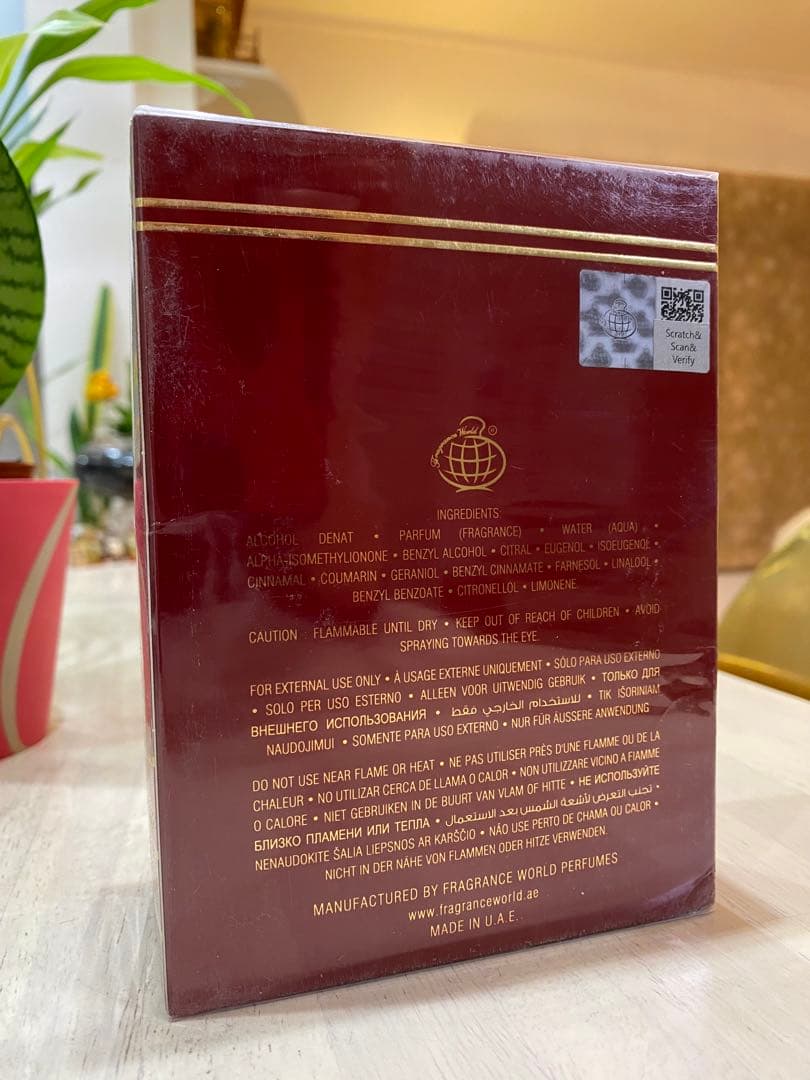 Scratch&
Scan&
Verify
Fragrance World ®
INGREDIENTS:
ALCOHOL DENAT • PARFUM (FRAGRANCE) • WATER (AQUA) •
ALPHA-ISOMETHYLIONONE • BENZYL ALCOHOL • CITRAL • EUGENOL • ISOEUGENOL •
CINNAMAL • COUMARIN • GERANIOL • BENZYL CINNAMATE • FARNESOL • LINALOOL •
BENZYL BENZOATE • CITRONELLOL • LIMONENE.
CAUTION : FLAMMABLE UNTIL DRY • KEEP OUT OF REACH OF CHILDREN • AVOID
SPRAYING TOWARDS THE EYE.
FOR EXTERNAL USE ONLY • À USAGE EXTERNE UNIQUEMENT • SÓLO PARA USO EXTERNO
• SOLO PER USO ESTERNO • ALLEEN VOOR UITWENDIG GEBRUIK • ТОЛЬКО ДЛЯ
ВНЕШНЕГО ИСПОЛЬЗОВАНИЯ • للاستخدام الخارجي فقط • TIK IŠORINIAM
NAUDOJIMUI • SOMENTE PARA USO EXTERNO • NUR FÜR ÄUSSERE ANWENDUNG
DO NOT USE NEAR FLAME OR HEAT • NE PAS UTILISER PRÈS D'UNE FLAMME OU DE LA
CHALEUR • NO UTILIZAR CERCA DE LLAMA O CALOR • NON UTILIZZARE VICINO A FIAMME
O CALORE • NIET GEBRUIKEN IN DE BUURT VAN VLAM OF HITTE • НЕ ИСПОЛЬЗУЙТЕ
БЛИЗКО ПЛАМЕНИ ИЛИ ТЕПЛА • تجنب التعرض لأشعة الشمس بعد الاستعمال •
NENAUDOKITE ŠALIA LIEPSNOS AR KARŠČIO • NÃO USE PERTO DE CHAMA OU CALOR •
NICHT IN DER NÄHE VON FLAMMEN ODER HITZE VERWENDEN.
MANUFACTURED BY FRAGRANCE WORLD PERFUMES
www.fragranceworld.ae
MADE IN U.A.E.